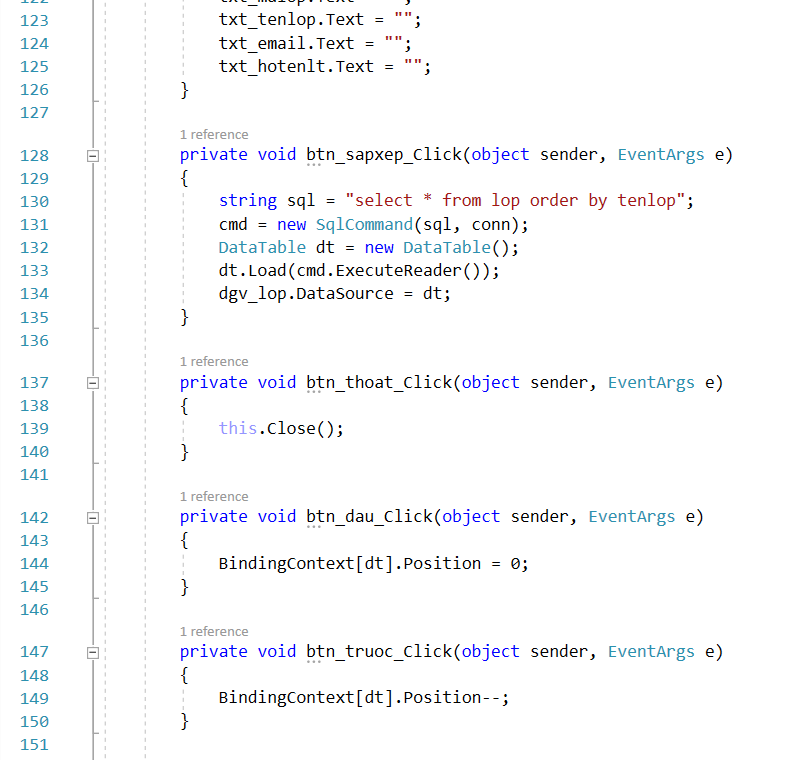 122 txt_malop.Text = "";
123 txt_tenlop.Text = "";
124 txt_email.Text = "";
125 txt_hotenlt.Text = "";
126 }
127
1 reference
128 private void btn_sapxep_Click(object sender, EventArgs e)
129 {
130 string sql = "select * from lop order by tenlop";
131 cmd = new SqlCommand(sql, conn);
132 DataTable dt = new DataTable();
133 dt.Load(cmd.ExecuteReader());
134 dgv_lop.DataSource = dt;
135 }
136
1 reference
137 private void btn_thoat_Click(object sender, EventArgs e)
138 {
139 this.Close();
140 }
141
1 reference
142 private void btn_dau_Click(object sender, EventArgs e)
143 {
144 BindingContext[dt].Position = 0;
145 }
146
1 reference
147 private void btn_truoc_Click(object sender, EventArgs e)
148 {
149 BindingContext[dt].Position--;
150 }
151